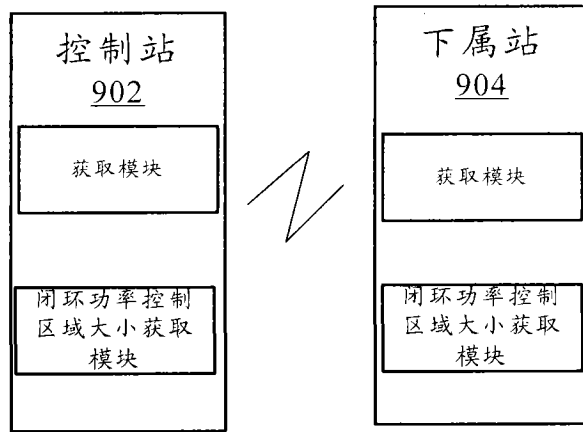 控制站
902
获取模块
闭环功率控制
区域大小获取
模块
下属站
904
获取模块
闭环功率控制
区域大小获取
模块